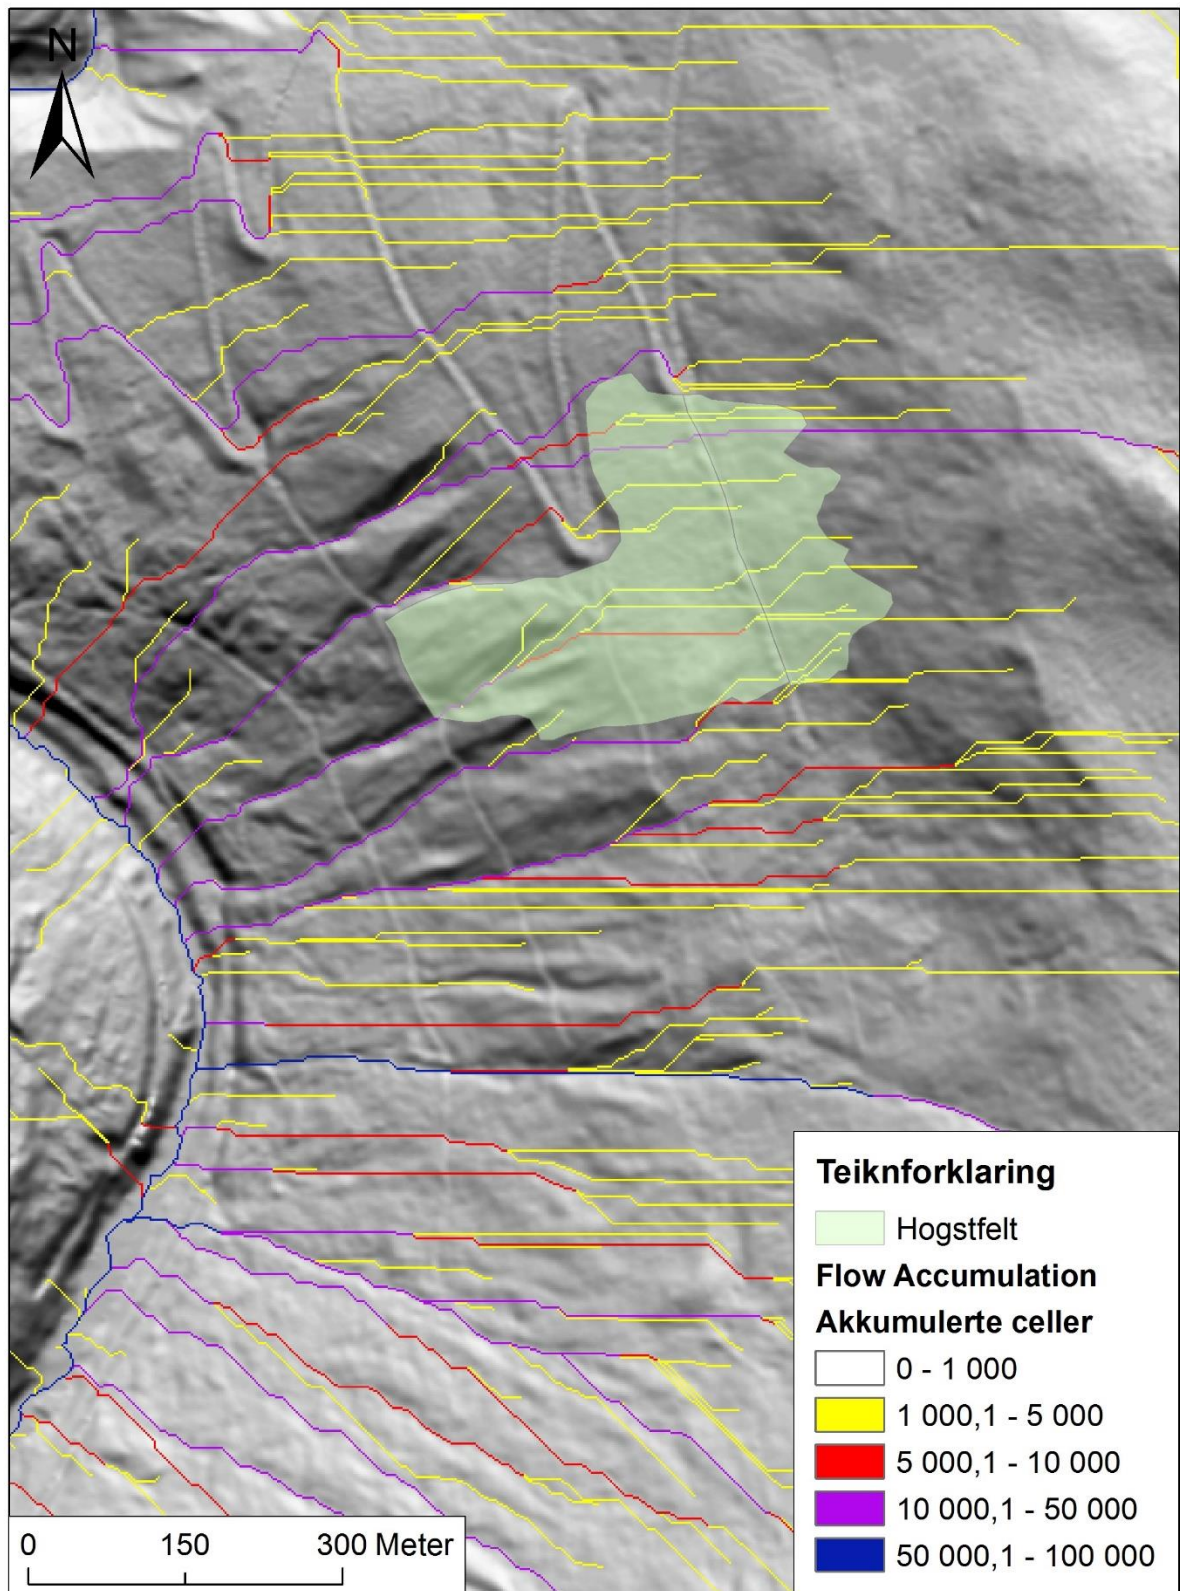 N
Teiknforklaring
Hogstfelt
Flow Accumulation
Akkumulerte celler
0 - 1 000
1 000,1 - 5 000
5 000,1 - 10 000
10 000,1 - 50 000
50 000,1 - 100 000
0 150 300 Meter